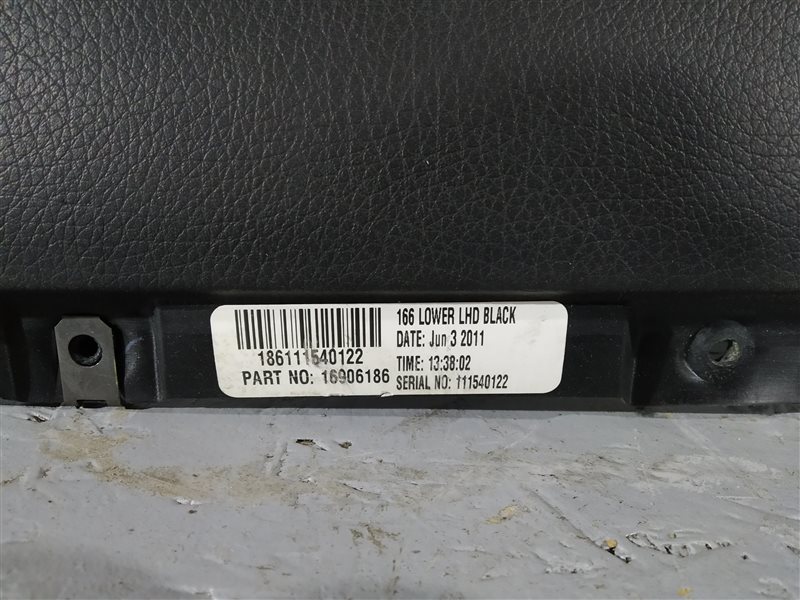 186111540122
PART NO: 16906186
166 LOWER LHD BLACK
DATE: Jun 3 2011
TIME: 13:38:02
SERIAL NO: 111540122